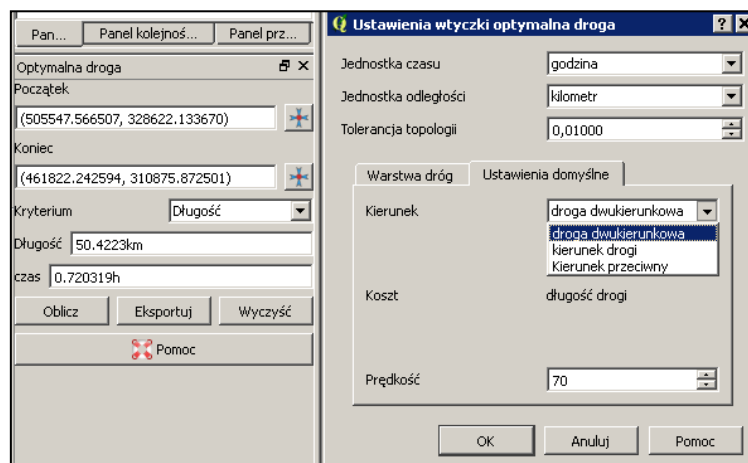 Pan...
Panel kolejnoś...
Panel prz...
Optymalna droga
Początek
(505547.566507, 328622.133670)
Koniec
(461822.242594, 310875.872501)
Kryterium
Długość
Długość
50.4223km
czas
0.720319h
Oblicz
Eksportuj
Wyczyść
Pomoc
Ustawienia wtyczki optymalna droga
Jednostka czasu
godzina
Jednostka odległości
kilometr
Tolerancja topologii
0,01000
Warstwa dróg
Ustawienia domyślne
Kierunek
droga dwukierunkowa
droga dwukierunkowa
kierunek drogi
Kierunek przeciwny
Koszt
długość drogi
Prędkość
70
OK
Anuluj
Pomoc